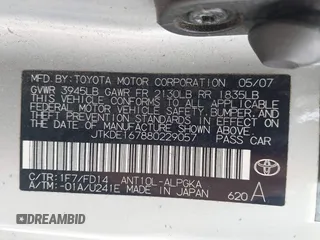 MFD. BY: TOYOTA MOTOR CORPORATION 05/07
GVWR 3945LB GAWR FR 2130LB RR 1835LB
THIS VEHICLE CONFORMS TO ALL APPLICABLE
FEDERAL MOTOR VEHICLE SAFETY, BUMPER, AND
THEFT PREVENTION STANDARDS IN EFFECT ON THE
DATE OF MANUFACTURE SHOWN ABOVE.
JTKDE167880229057 PASS CAR
C/TR: 1F7/FD14 ANT10L-ALPGKA
A/TM: -01A/U241E MADE IN JAPAN
TOYOTA
620 A
DREAMBID